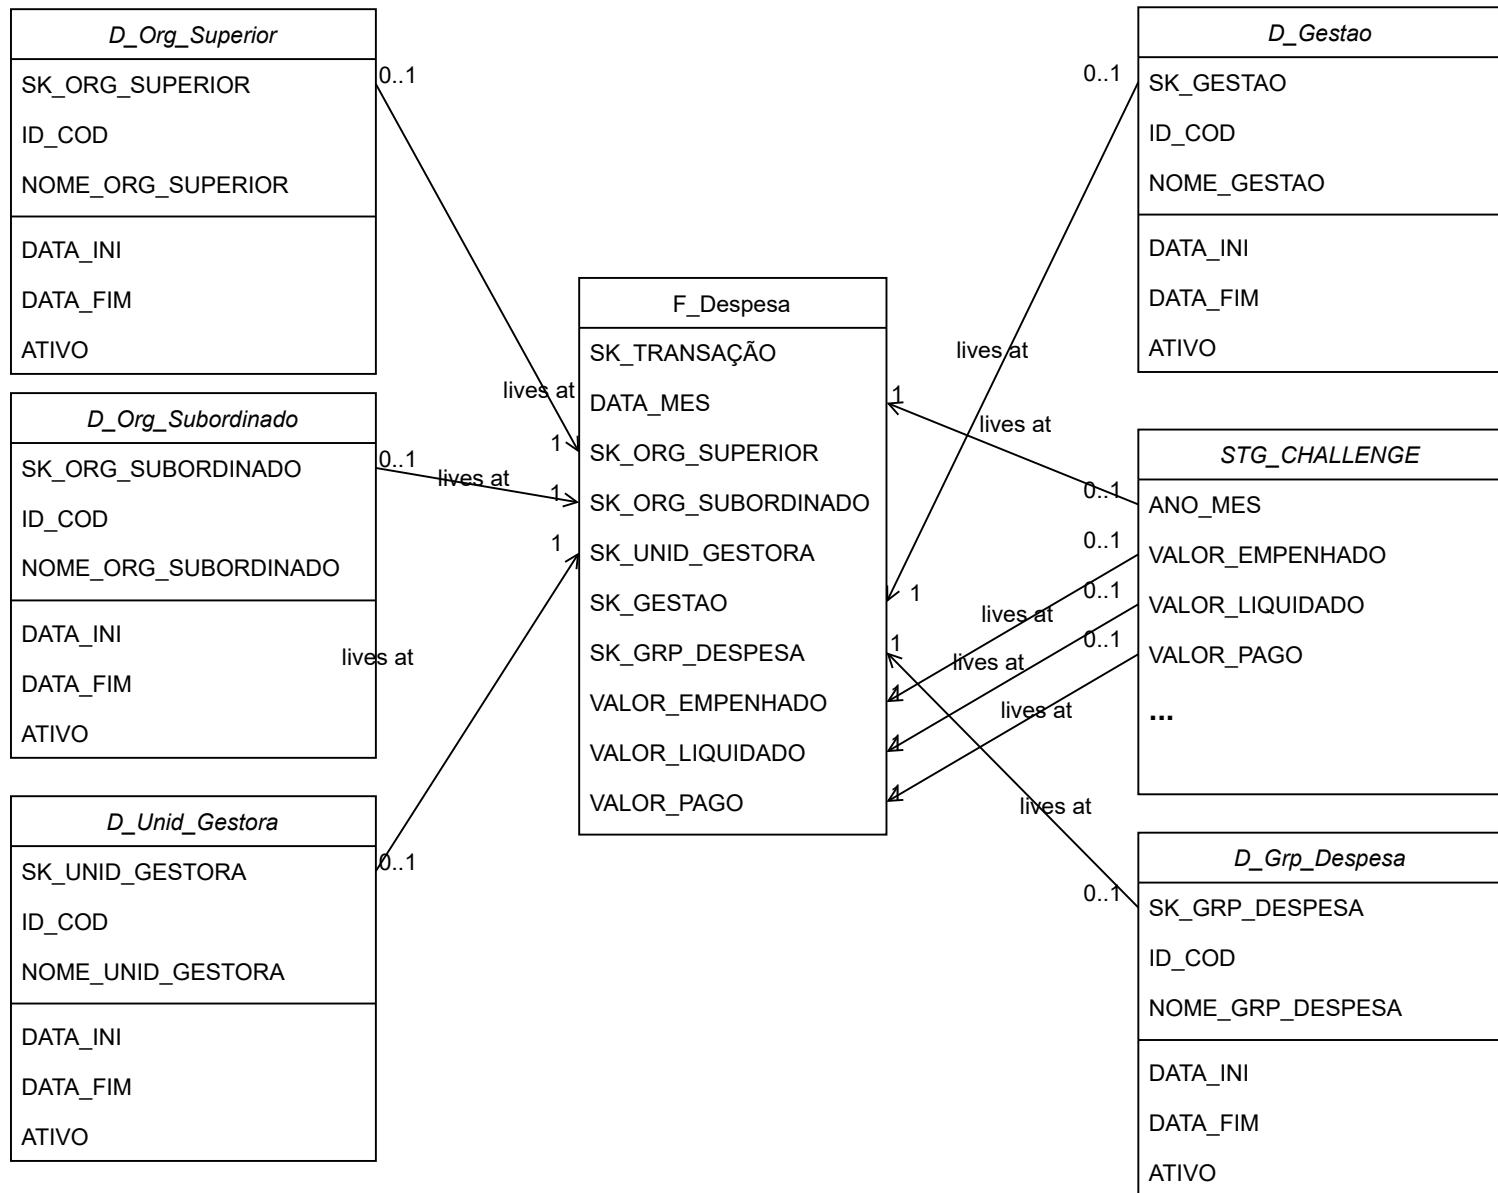 D_Org_Superior
SK_ORG_SUPERIOR
ID_COD
NOME_ORG_SUPERIOR
DATA_INI
DATA_FIM
ATIVO
0..1
lives at
1
D_Org_Subordinado
SK_ORG_SUBORDINADO
ID_COD
NOME_ORG_SUBORDINADO
DATA_INI
DATA_FIM
ATIVO
0..1
lives at
1
D_Unid_Gestora
SK_UNID_GESTORA
ID_COD
NOME_UNID_GESTORA
DATA_INI
DATA_FIM
ATIVO
0..1
lives at
1
F_Despesa
SK_TRANSAÇÃO
DATA_MES
SK_ORG_SUPERIOR
SK_ORG_SUBORDINADO
SK_UNID_GESTORA
SK_GESTAO
SK_GRP_DESPESA
VALOR_EMPENHADO
VALOR_LIQUIDADO
VALOR_PAGO
D_Gestao
SK_GESTAO
ID_COD
NOME_GESTAO
DATA_INI
DATA_FIM
ATIVO
0..1
lives at
1
STG_CHALLENGE
ANO_MES
VALOR_EMPENHADO
VALOR_LIQUIDADO
VALOR_PAGO
...
0..1
lives at
1
0..1
lives at
1
0..1
lives at
1
0..1
lives at
1
D_Grp_Despesa
SK_GRP_DESPESA
ID_COD
NOME_GRP_DESPESA
DATA_INI
DATA_FIM
ATIVO
0..1
lives at
1